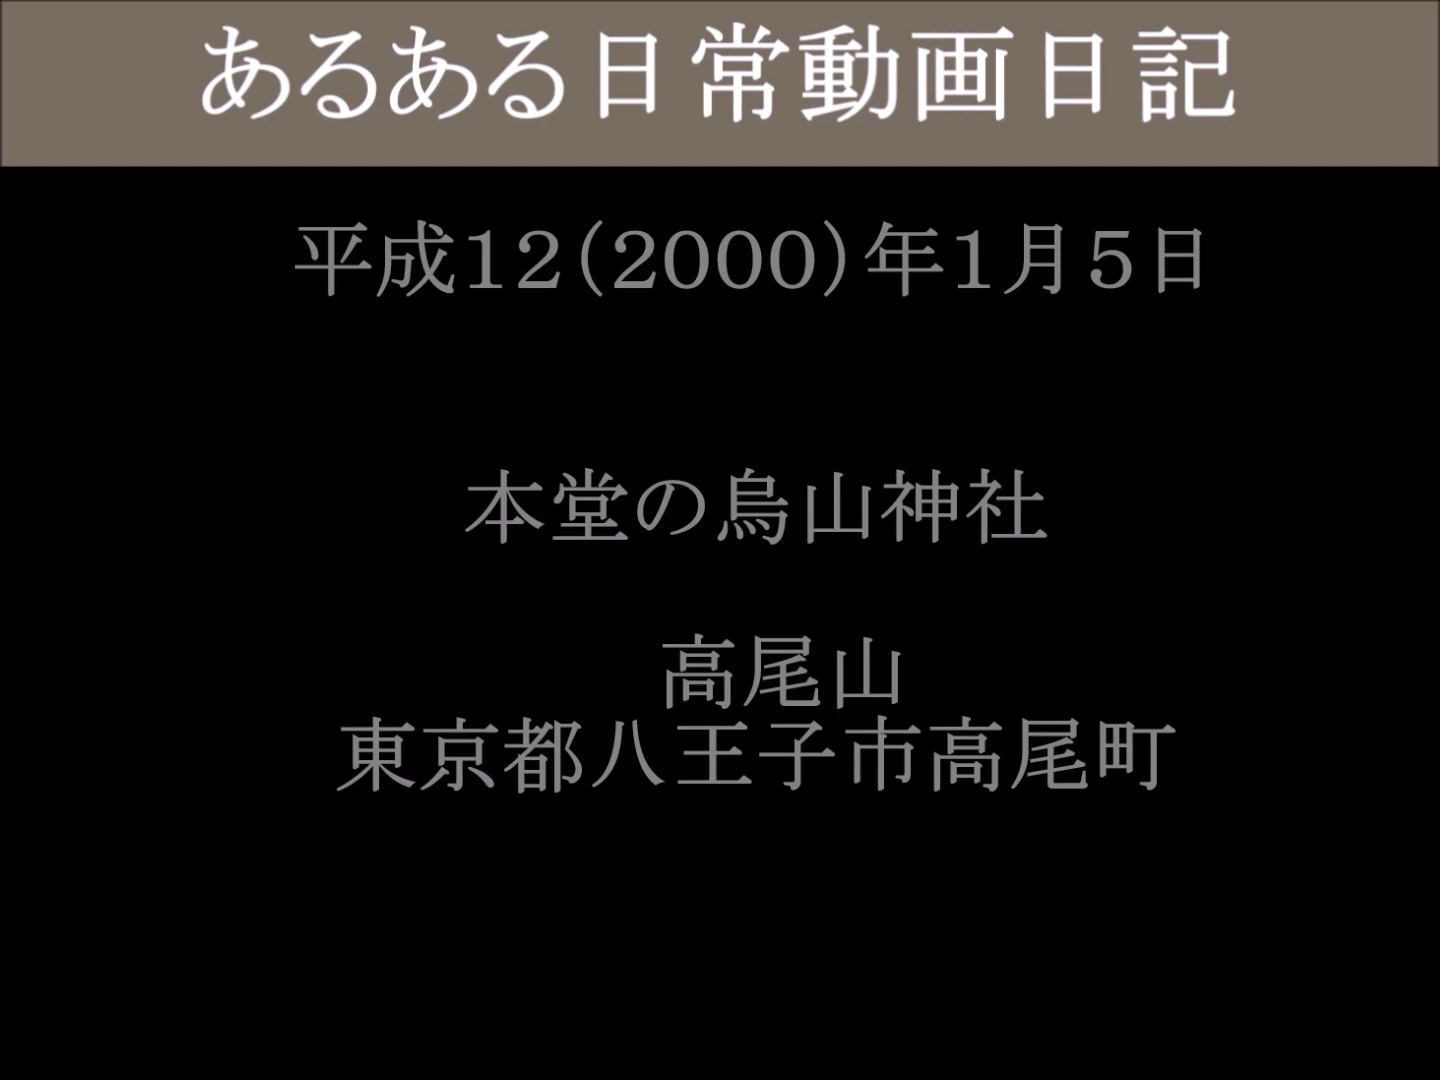 あるある日常動画日記
平成12(2000)年1月5日
本堂の烏山神社
高尾山
東京都八王子市高尾町